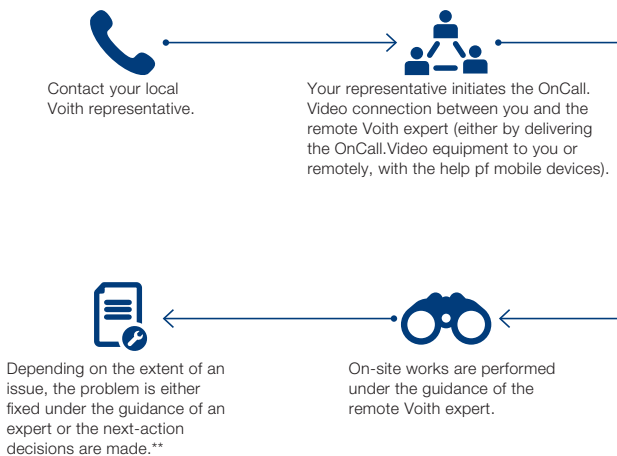 Contact your local
Voith representative.
Your representative initiates the OnCall.
Video connection between you and the
remote Voith expert (either by delivering
the OnCall.Video equipment to you or
remotely, with the help pf mobile devices).
Depending on the extent of an
issue, the problem is either
fixed under the guidance of an
expert or the next-action
decisions are made.**
On-site works are performed
under the guidance of the
remote Voith expert.